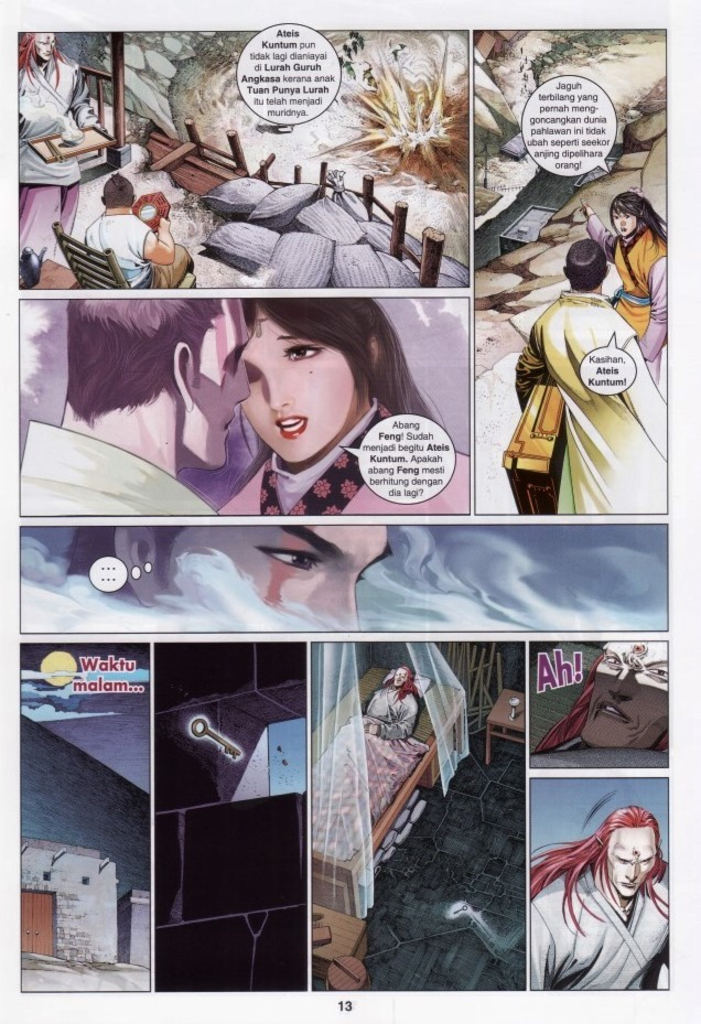 Ateis
Kuntum pun
tidak lagi dianiayai
di Lurah Guruh
Angkasa kerana anak
Tuan Punya Lurah
itu telah menjadi
muridnya.
Jaguh
terbilang yang
pernah meng-
goncangkan dunia
pahlawan ini tidak
ubah seperti seekor
anjing dipelihara
orang!
Kasihan,
Ateis
Kuntum!
Abang
Feng! Sudah
menjadi begitu Ateis
Kuntum. Apakah
abang Feng mesti
berhitung dengan
dia lagi?
...
...
Waktu
malam...
Ah!
13